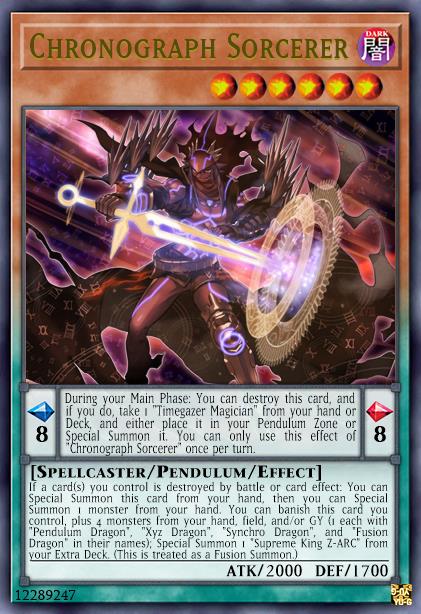 Chronograph Sorcerer
DARK
闇
During your Main Phase: You can destroy this card, and
if you do, take 1 "Timegazer Magician" from your hand or
Deck, and either place it in your Pendulum Zone or
Special Summon it. You can only use this effect of
"Chronograph Sorcerer" once per turn.
8
8
[Spellcaster/Pendulum/Effect]
If a card(s) you control is destroyed by battle or card effect: You can
Special Summon this card from your hand, then you can Special
Summon 1 monster from your hand. You can banish this card you
control, plus 4 monsters from your hand, field, and/or GY (1 each with
"Pendulum Dragon", "Xyz Dragon", "Synchro Dragon", and "Fusion
Dragon" in their names); Special Summon 1 "Supreme King Z-ARC" from
your Extra Deck. (This is treated as a Fusion Summon.)
ATK/2000 DEF/1700
12289247